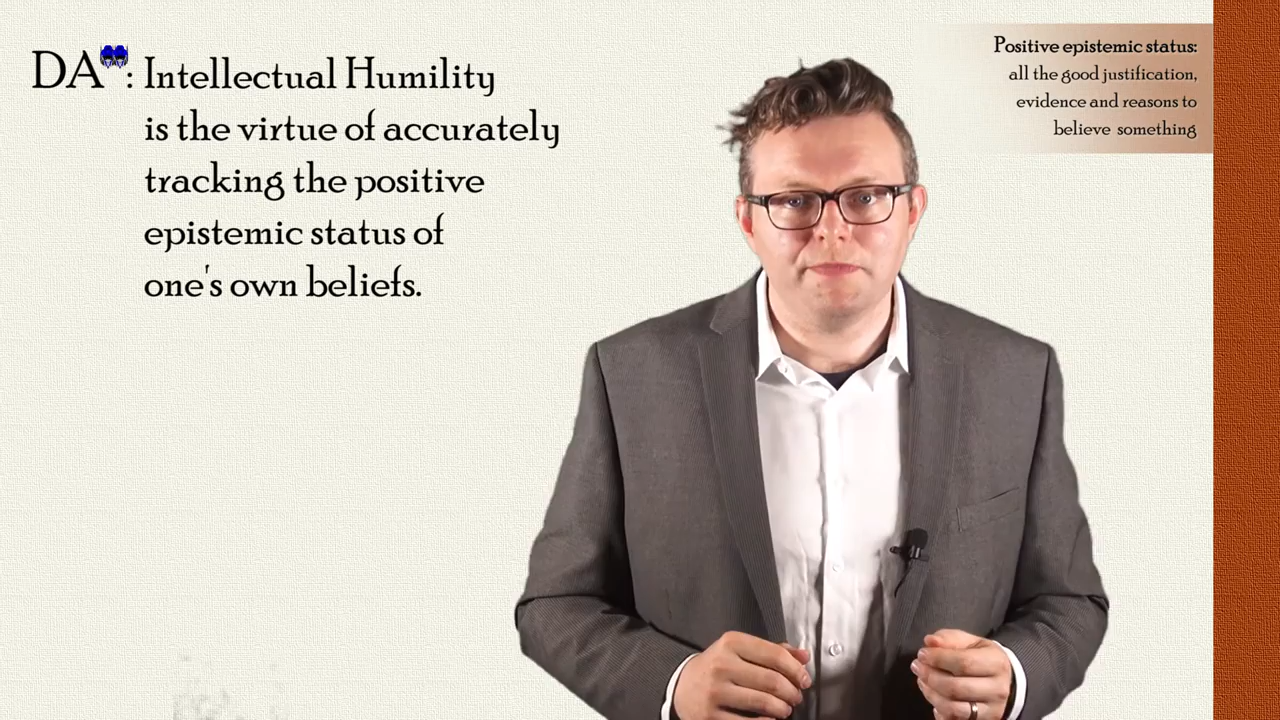 DA: Intellectual Humility
is the virtue of accurately
tracking the positive
epistemic status of
one's own beliefs.
Positive epistemic status:
all the good justification,
evidence and reasons to
believe something